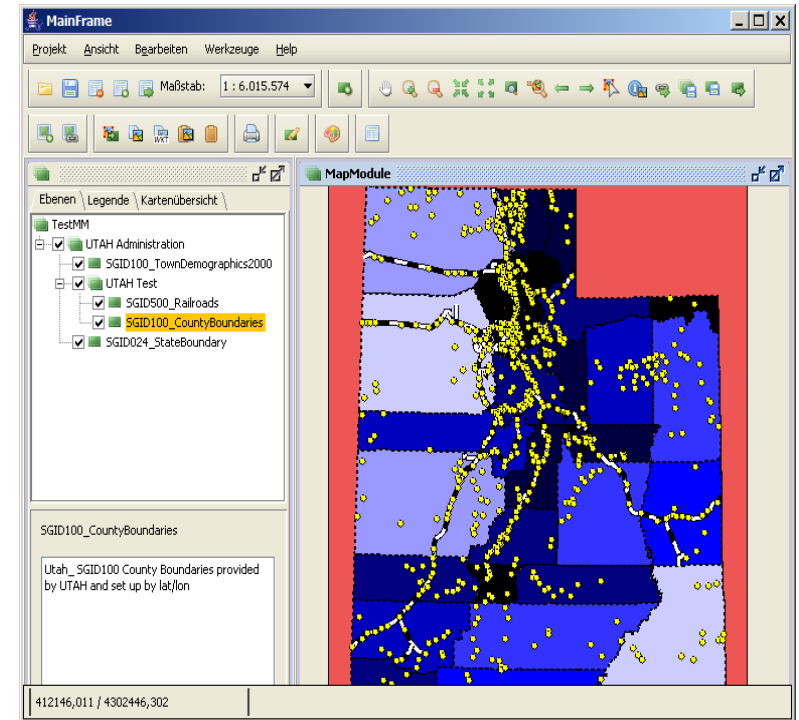 MainFrame
Projekt Ansicht Bearbeiten Werkzeuge Help
Maßstab: 1 : 6.015.574
WKT
MapModule
Ebenen Legende Kartenübersicht
TestMM
UTAH Administration
SGID100_TownDemographics2000
UTAH Test
SGID500_Railroads
SGID100_CountyBoundaries
SGID024_StateBoundary
SGID100_CountyBoundaries
Utah_ SGID100 County Boundaries provided
by UTAH and set up by lat/lon
412146,011 / 4302446,302